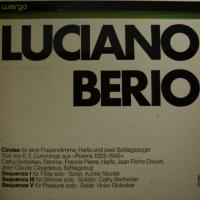 wergo
LUCIANO
BERIO
Circles für eine Frauenstimme, Harfe und zwei Schlagzeuger
Text von E. E. Cummings aus »Poems 1923-1945«
Cathy Berberian, Stimme; Francis Pierre, Harfe; Jean Pierre Drouet,
Jean Claude Casadesus, Schlagzeug
Sequenza I für Flöte solo · Solist: Aurèle Nicolet
Sequenza III für Stimme solo · Solistin: Cathy Berberian
Sequenza V für Posaune solo · Solist: Vinko Globokar